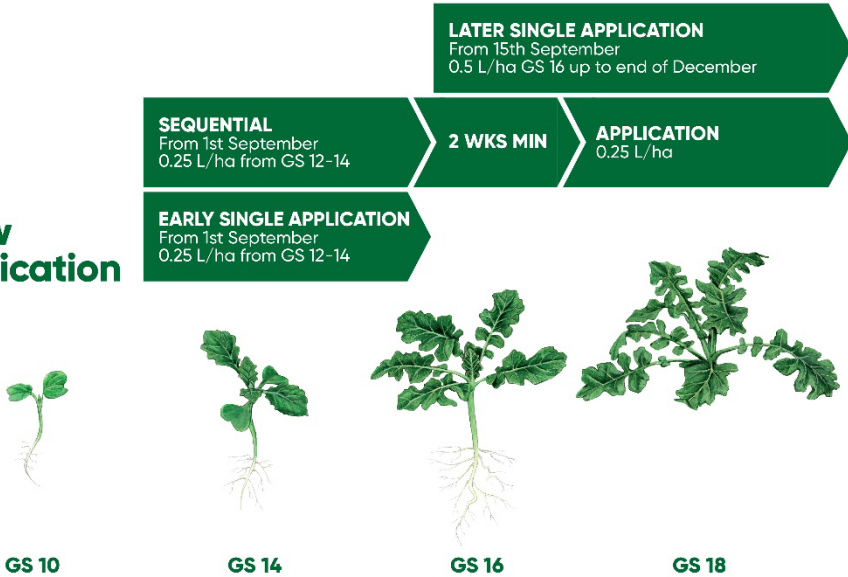 LATER SINGLE APPLICATION
From 15th September
0.5 L/ha GS 16 up to end of December
SEQUENTIAL
From 1st September
0.25 L/ha from GS 12-14
2 WKS MIN
APPLICATION
0.25 L/ha
EARLY SINGLE APPLICATION
From 1st September
0.25 L/ha from GS 12-14
GS 10
GS 14
GS 16
GS 18